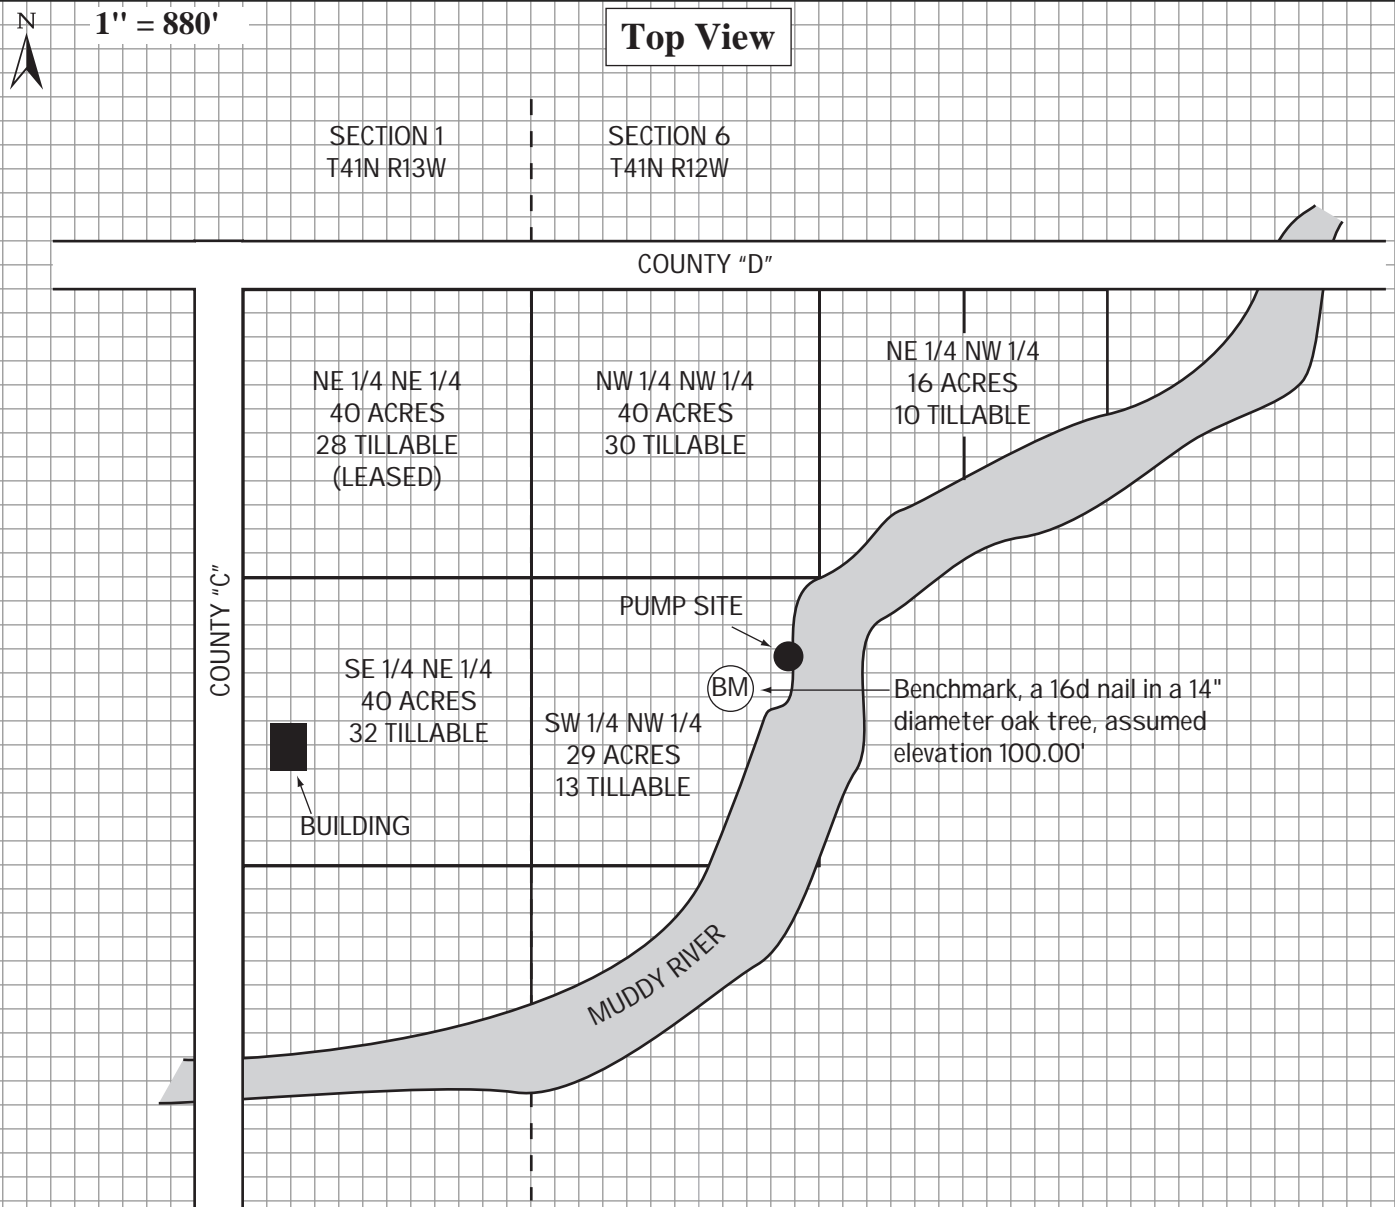 N
1" = 880'
Top View
SECTION 1
T41N R13W
SECTION 6
T41N R12W
COUNTY “D”
NE 1/4 NE 1/4
40 ACRES
28 TILLABLE
(LEASED)
NW 1/4 NW 1/4
40 ACRES
30 TILLABLE
NE 1/4 NW 1/4
16 ACRES
10 TILLABLE
COUNTY “C”
PUMP SITE
BM
Benchmark, a 16d nail in a 14"
diameter oak tree, assumed
elevation 100.00'
SE 1/4 NE 1/4
40 ACRES
32 TILLABLE
SW 1/4 NW 1/4
29 ACRES
13 TILLABLE
BUILDING
MUDDY RIVER